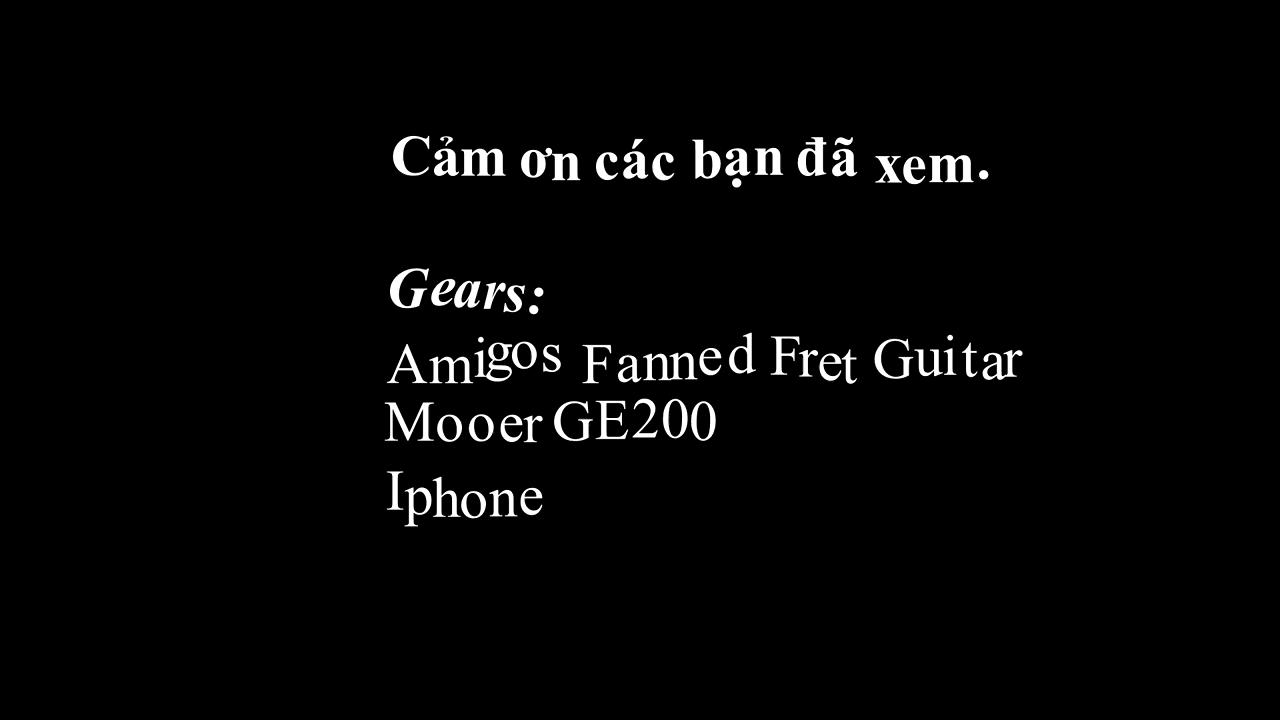 Cảm ơn các bạn đã xem.
Gears:
Amigos Fanned Fret Guitar
Mooer GE200
Iphone